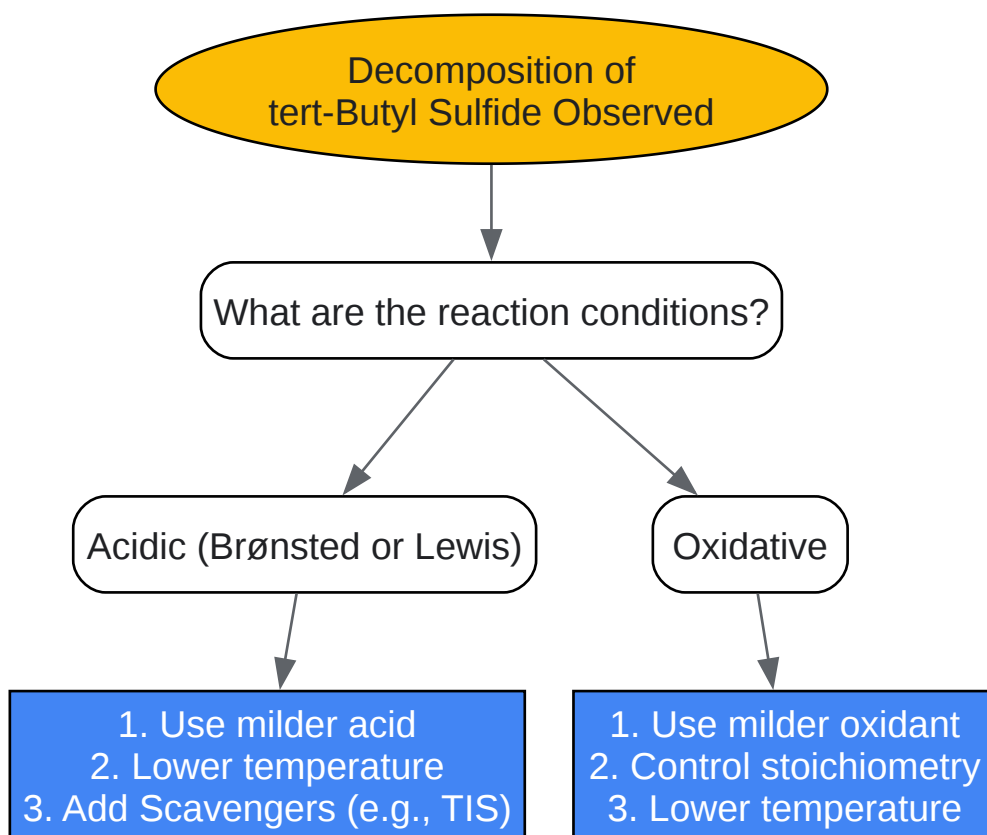 Decomposition of
tert-Butyl Sulfide Observed
What are the reaction conditions?
Acidic (Brønsted or Lewis)
Oxidative
1. Use milder acid
2. Lower temperature
3. Add Scavengers (e.g., TIS)
1. Use milder oxidant
2. Control stoichiometry
3. Lower temperature